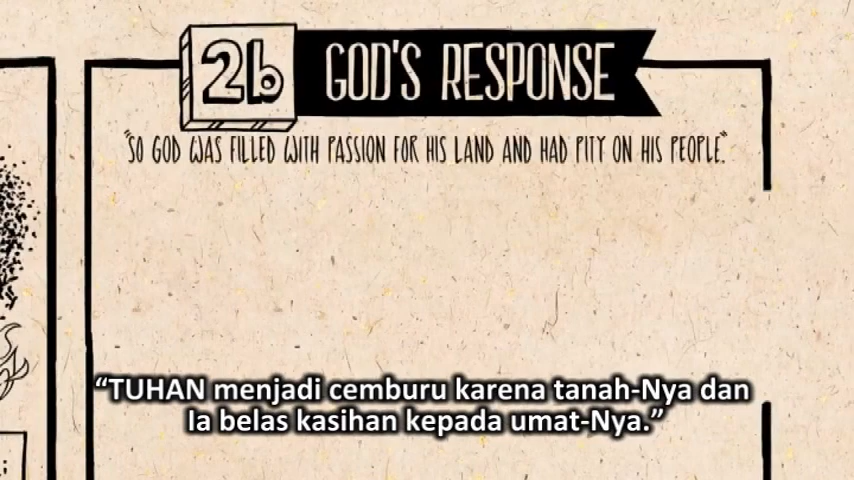 2b GOD'S RESPONSE
"SO GOD WAS FILLED WITH PASSION FOR HIS LAND AND HAD PITY ON HIS PEOPLE."
“TUHAN menjadi cemburu karena tanah-Nya dan
Ia belas kasihan kepada umat-Nya.”